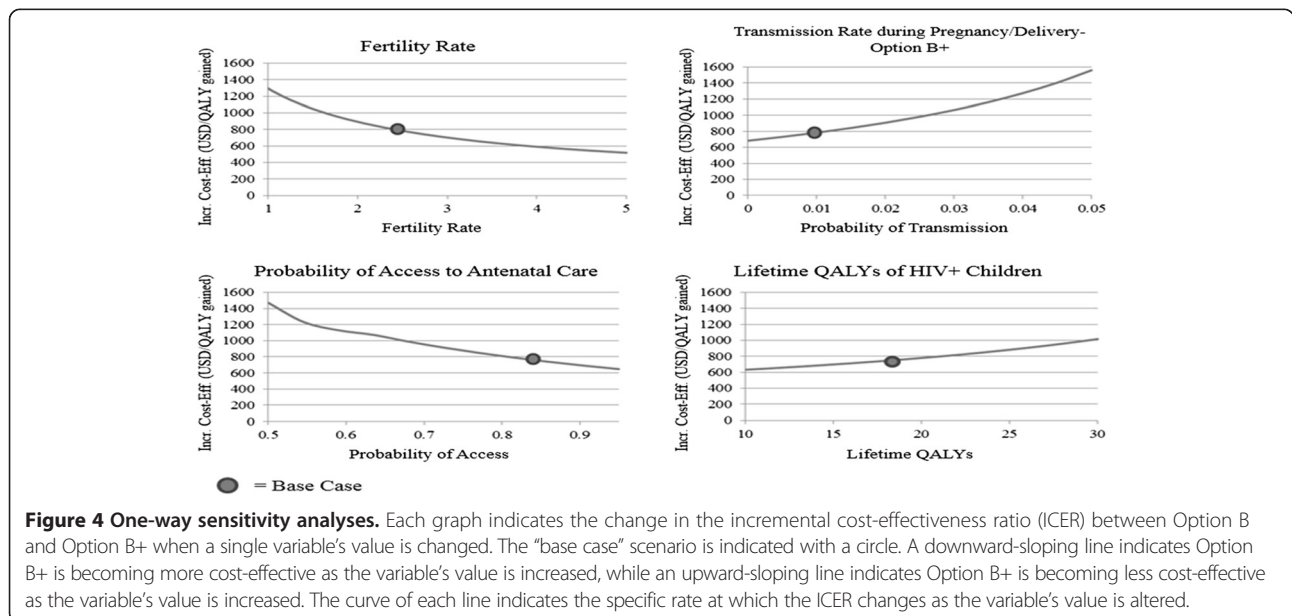 Fertility Rate
Incr. Cost-Eff. (USD/QALY gained)
1600
1400
1200
1000
800
600
400
200
0
1 2 3 4 5
Fertility Rate
Transmission Rate during Pregnancy/Delivery-
Option B+
Incr. Cost-Eff. (USD/QALY gained)
1600
1400
1200
1000
800
600
400
200
0
0 0.01 0.02 0.03 0.04 0.05
Probability of Transmission
Probability of Access to Antenatal Care
Incr. Cost-Eff. (USD/QALY gained)
1600
1400
1200
1000
800
600
400
200
0
0.5 0.6 0.7 0.8 0.9
Probability of Access
Lifetime QALYs of HIV+ Children
Incr. Cost-Eff. (USD/QALY gained)
1600
1400
1200
1000
800
600
400
200
0
10 15 20 25 30
Lifetime QALYs
= Base Case
Figure 4 One-way sensitivity analyses. Each graph indicates the change in the incremental cost-effectiveness ratio (ICER) between Option B
and Option B+ when a single variable's value is changed. The "base case" scenario is indicated with a circle. A downward-sloping line indicates Option
B+ is becoming more cost-effective as the variable's value is increased, while an upward-sloping line indicates Option B+ is becoming less cost-effective
as the variable's value is increased. The curve of each line indicates the specific rate at which the ICER changes as the variable's value is altered.